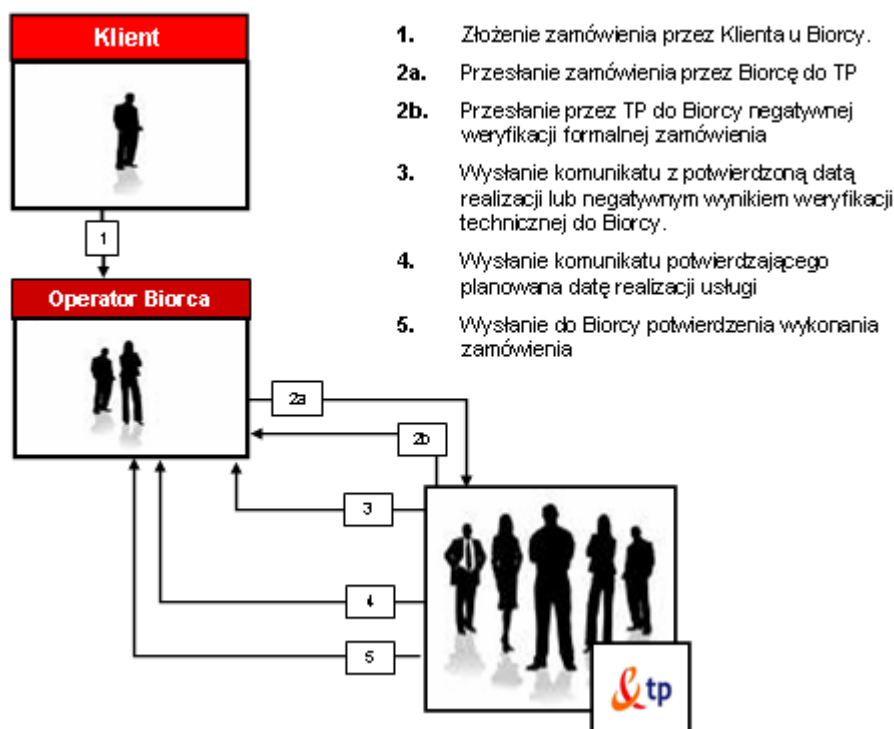 Klient
1. Złożenie zamówienia przez Klienta u Biorcy.
2a. Przesłanie zamówienia przez Biorcę do TP
2b. Przesłanie przez TP do Biorcy negatywnej
weryfikacji formalnej zamówienia
3. Wysłanie komunikatu z potwierdzoną datą
realizacji lub negatywnym wynikiem weryfikacji
technicznej do Biorcy.
4. Wysłanie komunikatu potwierdzającego
planowana datę realizacji usługi
5. Wysłanie do Biorcy potwierdzenia wykonania
zamówienia
1
Operator Biorca
2a
2b
3
4
5
tp